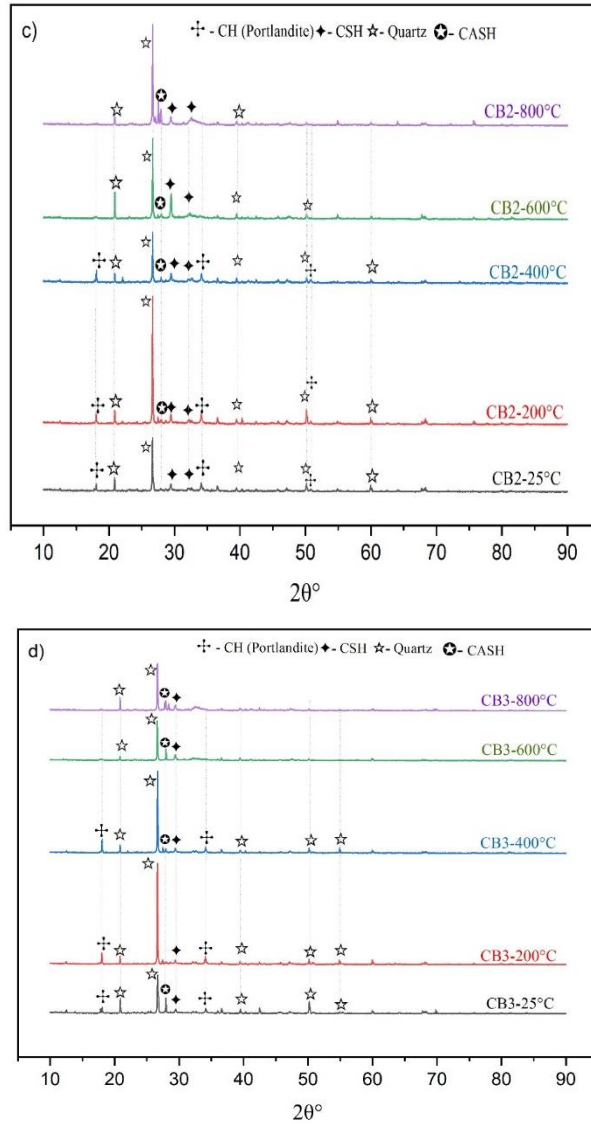 c)
- CH (Portlandite) - CSH - Quartz - CASH
CB2-800°C
CB2-600°C
CB2-400°C
CB2-200°C
CB2-25°C
10 20 30 40 50 60 70 80 90
2θ°
d)
- CH (Portlandite) - CSH - Quartz - CASH
CB3-800°C
CB3-600°C
CB3-400°C
CB3-200°C
CB3-25°C
10 20 30 40 50 60 70 80 90
2θ°